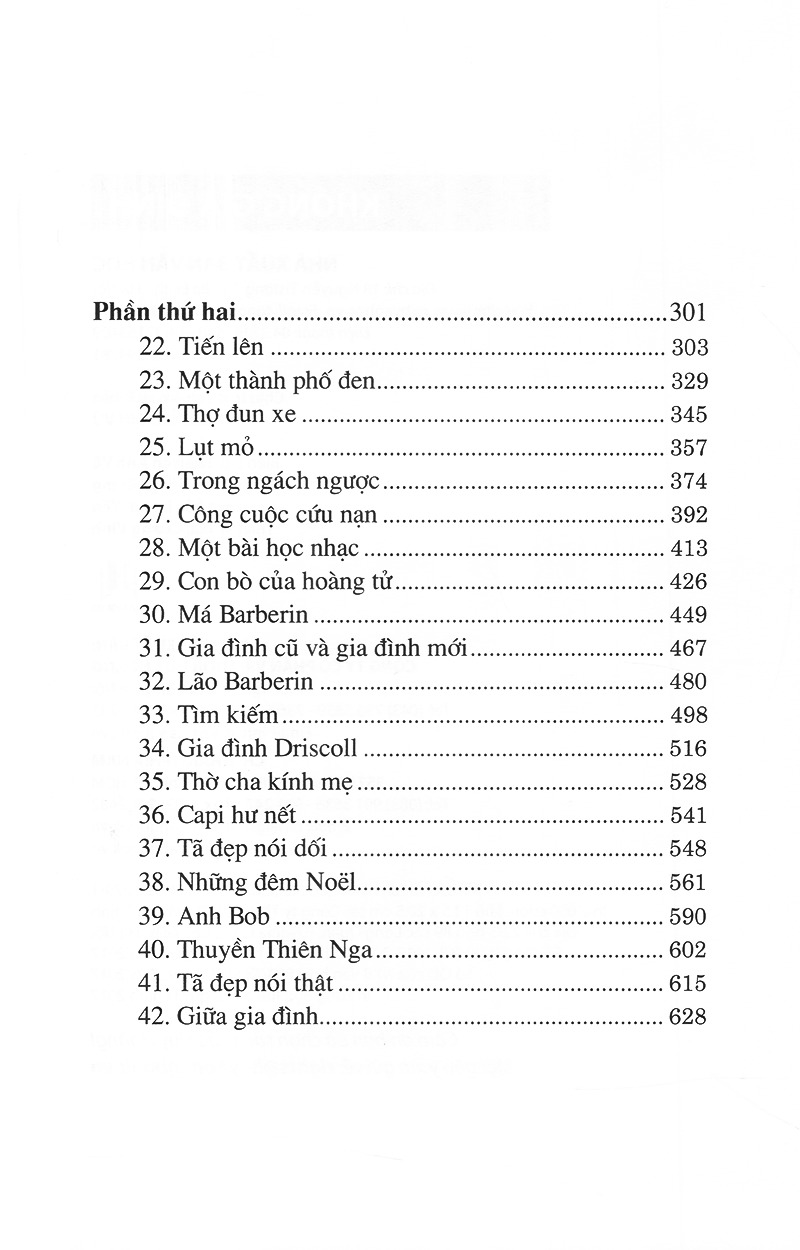 Phần thứ hai........301
22. Tiến lên........303
23. Một thành phố đen........329
24. Thợ đun xe........345
25. Lụt mỏ........357
26. Trong ngách ngược........374
27. Công cuộc cứu nạn........392
28. Một bài học nhạc........413
29. Con bò của hoàng tử........426
30. Má Barberin........449
31. Gia đình cũ và gia đình mới........467
32. Lão Barberin........480
33. Tìm kiếm........498
34. Gia đình Driscoll........516
35. Thờ cha kính mẹ........528
36. Capi hư nết........541
37. Tã đẹp nói dối........548
38. Những đêm Noël........561
39. Anh Bob........590
40. Thuyền Thiên Nga........602
41. Tã đẹp nói thật........615
42. Giữa gia đình........628